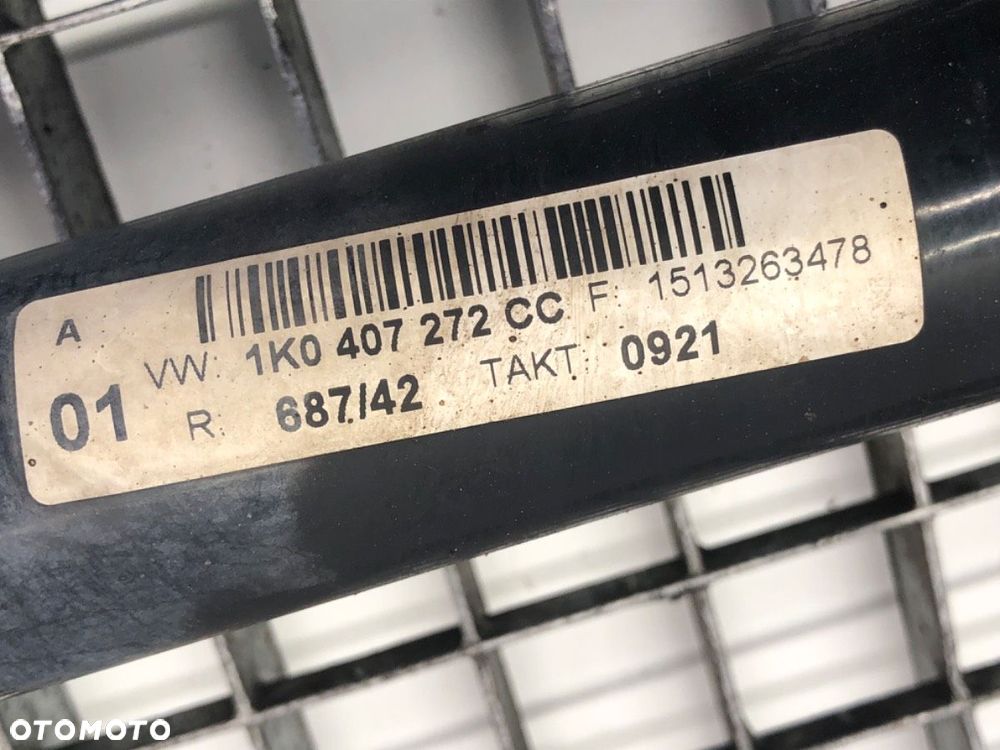 A
01
VW: 1K0 407 272 CC F: 1513263478
R: 687/42 TAKT: 0921
OTOMOTO